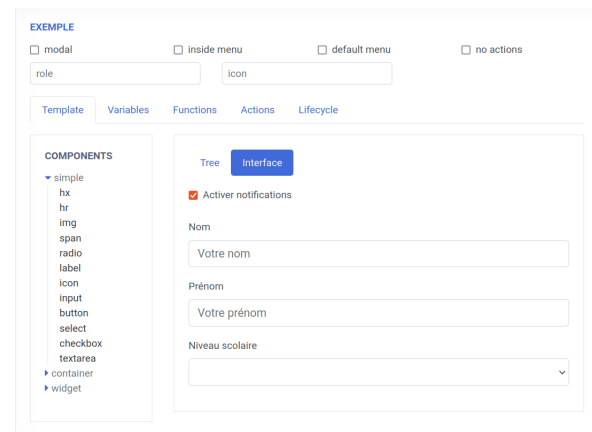 EXEMPLE
modal inside menu default menu no actions
role icon
Template Variables Functions Actions Lifecycle
COMPONENTS
simple
hx
hr
img
span
radio
label
icon
input
button
select
checkbox
textarea
container
widget
Tree Interface
Activer notifications
Nom
Votre nom
Prénom
Votre prénom
Niveau scolaire